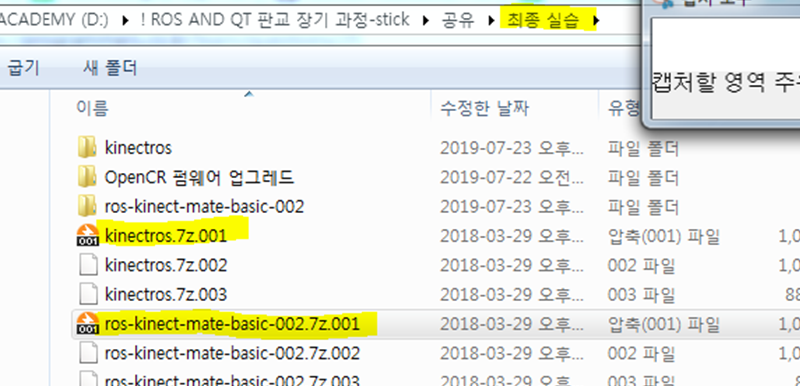 ACADEMY (D:) ▸ ! ROS AND QT 판교 장기 과정-stick ▸ 공유 ▸ 최종 실습 ▸
굽기 새 폴더
캡처할 영역 주
이름 수정한 날짜 유형
kinectros 2019-07-23 오후... 파일 폴더
OpenCR 펌웨어 업그레드 2019-07-22 오전... 파일 폴더
ros-kinect-mate-basic-002 2019-07-23 오후... 파일 폴더
001 kinectros.7z.001 2018-03-29 오후... 압축(001) 파일 1,0
kinectros.7z.002 2018-03-29 오후... 002 파일 1,0
kinectros.7z.003 2018-03-29 오후... 003 파일 88
001 ros-kinect-mate-basic-002.7z.001 2018-03-29 오후... 압축(001) 파일 1,0
ros-kinect-mate-basic-002.7z.002 2018-03-29 오후... 002 파일 1,0
ros-kinect-mate-basic-002.7z.003 2018-03-29 오후... 003 파일